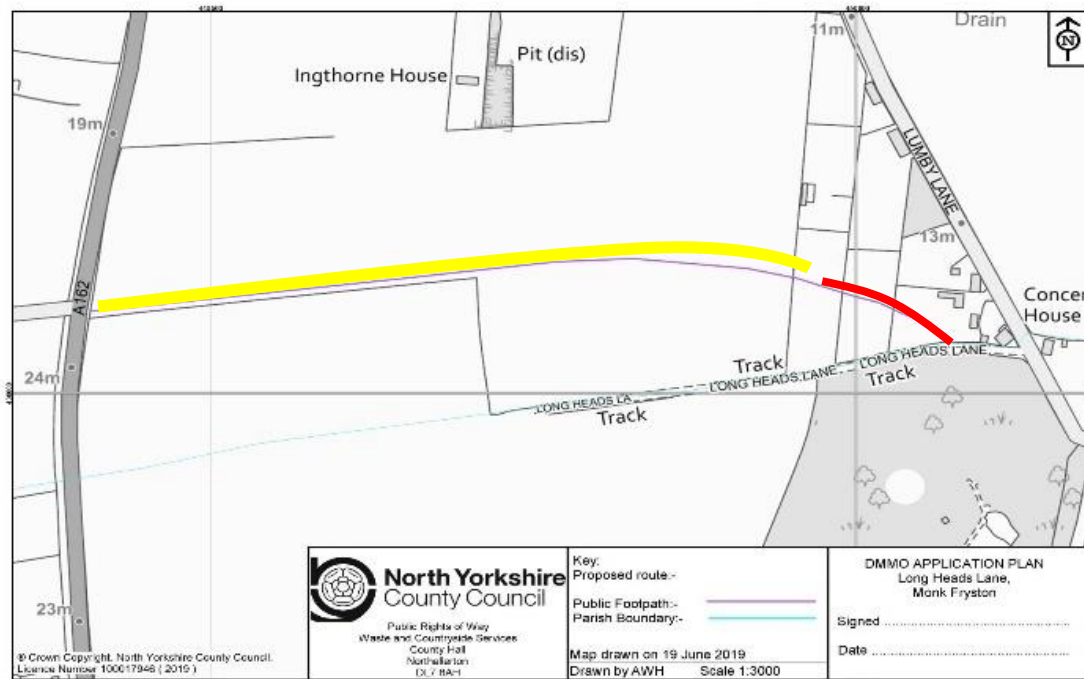 11m
Drain
N
Pit (dis)
Ingthorne House
19m
LUMBY LANE
13m
A162
House
LONG HEADS LANE
Track
LONG HEADS LANE
Track
24m
LONG HEADS LA
Track
23m
North Yorkshire
County Council
Public Rights of Way
Waste and Countryside Services
County Hall
Northallerton
DL7 8AH
Key:
Proposed route:-
Public Footpath:-
Parish Boundary:-
Map drawn on 19 June 2019
Drawn by AWH Scale 1:3000
DMMO APPLICATION PLAN
Long Heads Lane,
Monk Fryston
Signed
Date
© Crown Copyright. North Yorkshire County Council.
Licence Number 100017946 ( 2019 )